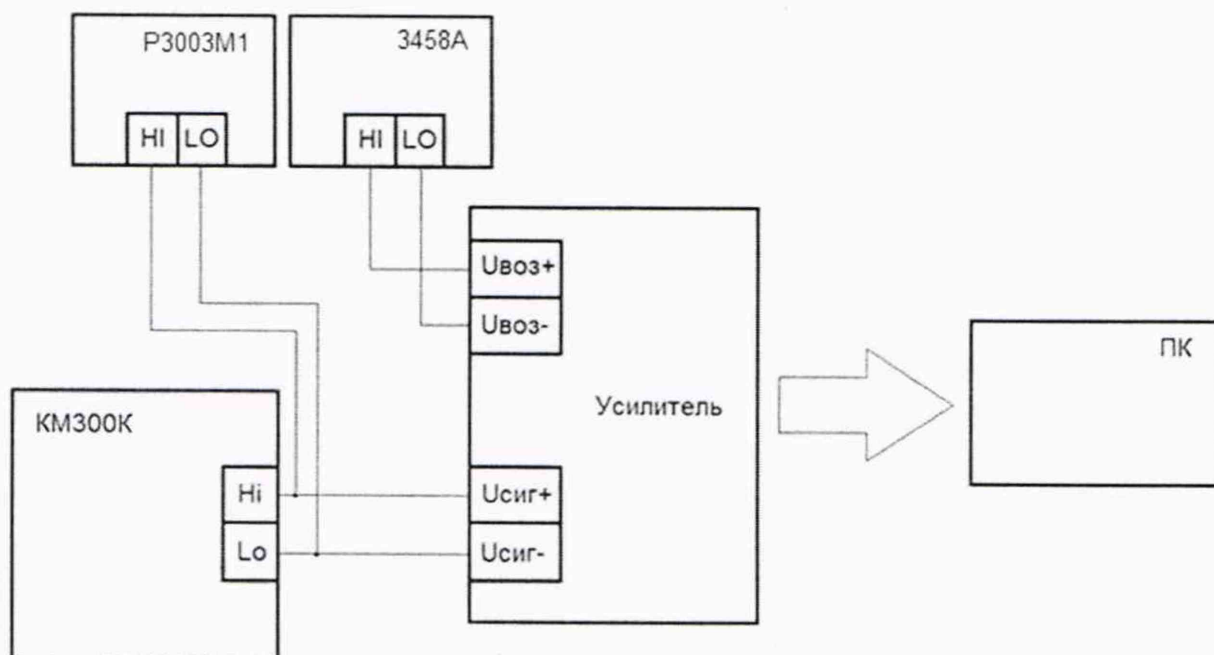 Р3003М1
3458А
HI LO
HI LO
Uвоз+
Uвоз-
Усилитель
ПК
КМ300К
Hi
Lo
Uсиг+
Uсиг-